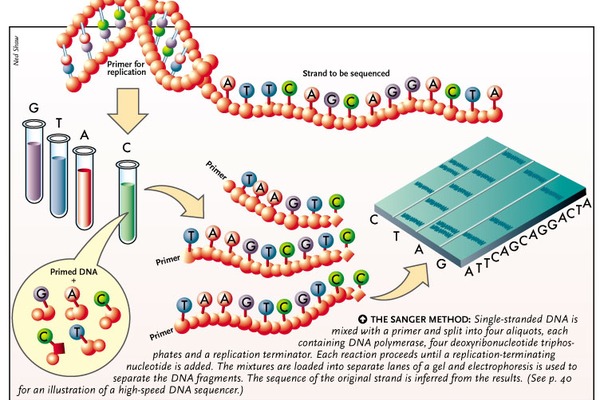 Ned Shaw
Primer for
replication
Strand to be sequenced
A T T C A G C A G G A C T A
G
T
A
C
Primer
T A A G T C
Primer
T A A G T C G T C
Primer
T A A G T C G T C C
Primed DNA
+
G A C
C T
C
T
A
G
ATTCAGCAGGACTA
THE SANGER METHOD: Single-stranded DNA is
mixed with a primer and split into four aliquots, each
containing DNA polymerase, four deoxyribonucleotide triphos-
phates and a replication terminator. Each reaction proceeds until a replication-terminating
nucleotide is added. The mixtures are loaded into separate lanes of a gel and electrophoresis is used to
separate the DNA fragments. The sequence of the original strand is inferred from the results. (See p. 40
for an illustration of a high-speed DNA sequencer.)